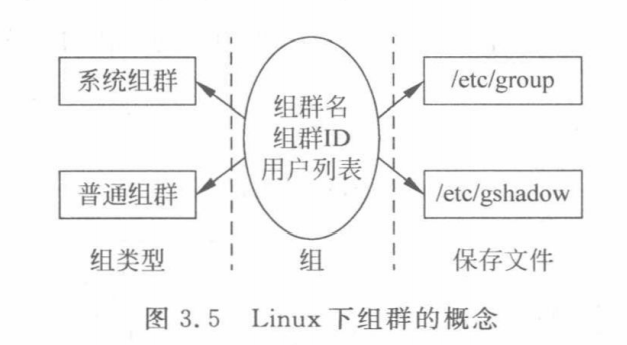 系统组群
组群名
/etc/group
组群ID
普通组群
用户列表
/etc/gshadow
组类型
组
保存文件
图 3.5 Linux 下组群的概念